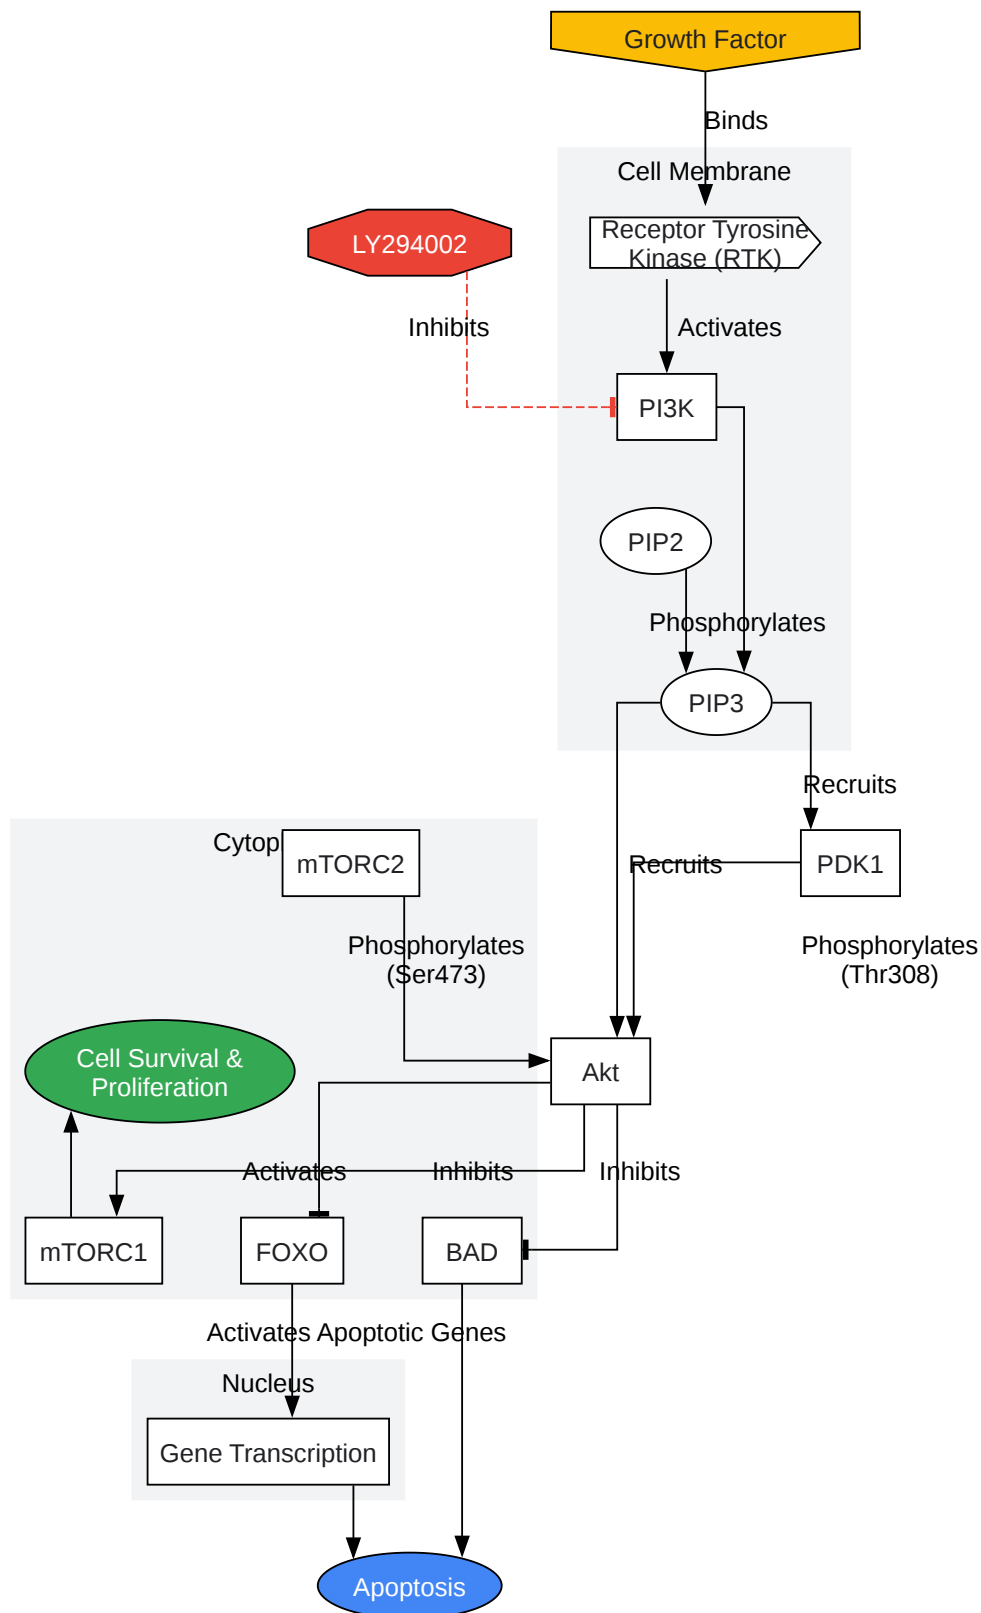 Growth Factor
Binds
Cell Membrane
Receptor Tyrosine
Kinase (RTK)
LY294002
Inhibits
Activates
PI3K
PIP2
Phosphorylates
PIP3
Recruits
Cytop
mTORC2
Recruits
PDK1
Phosphorylates
(Ser473)
Phosphorylates
(Thr308)
Cell Survival &
Proliferation
Akt
Activates
Inhibits
Inhibits
mTORC1
FOXO
BAD
Activates Apoptotic Genes
Nucleus
Gene Transcription
Apoptosis